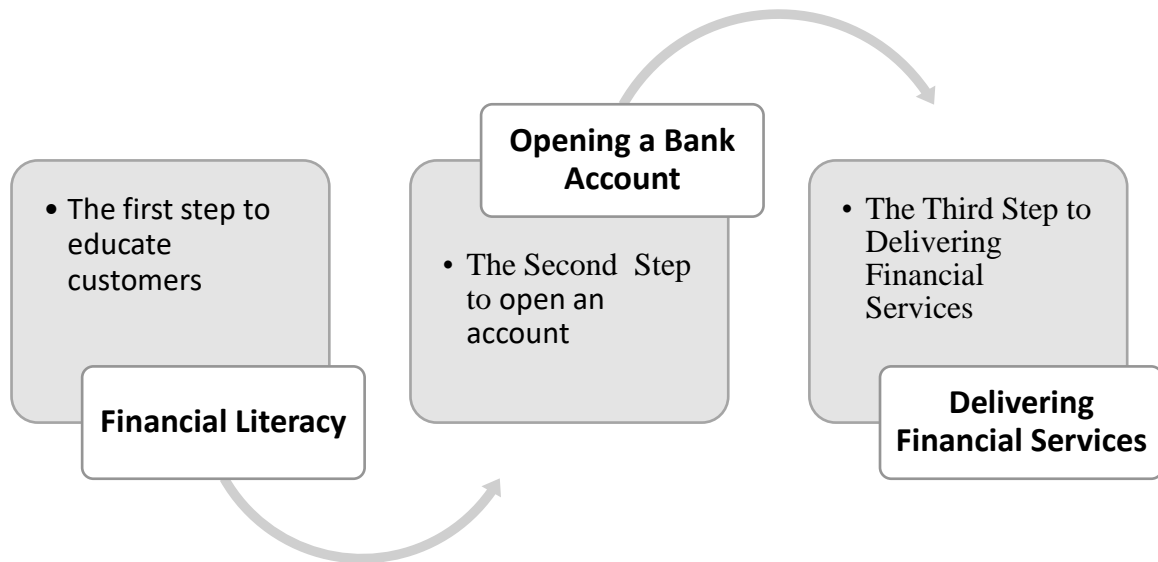 • The first step to
educate
customers
Financial Literacy
Opening a Bank
Account
• The Second Step
to open an
account
• The Third Step to
Delivering
Financial
Services
Delivering
Financial Services